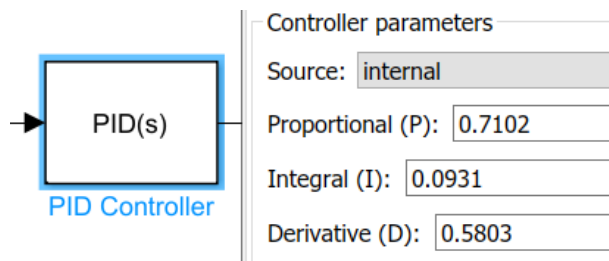 PID(s)
PID Controller
Controller parameters
Source: internal
Proportional (P): 0.7102
Integral (I): 0.0931
Derivative (D): 0.5803